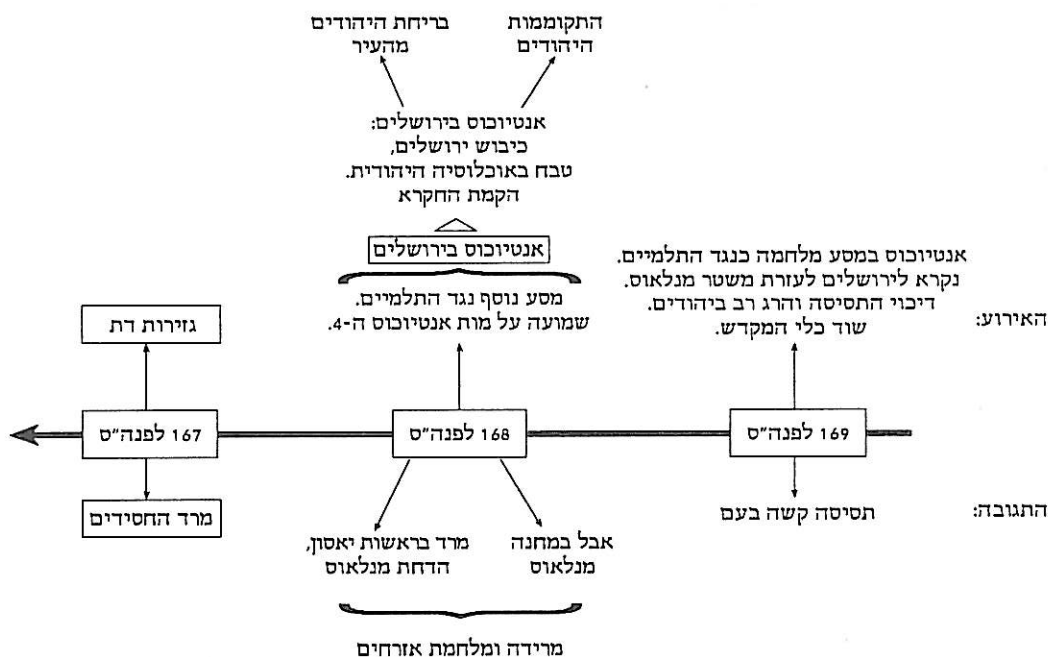 התקוממות
היהודים
בריחת היהודים
מהעיר
אנטיוכוס בירושלים:
כיבוש ירושלים,
טבח באוכלוסיה היהודית.
הקמת החקרא
אנטיוכוס בירושלים
האירוע:
אנטיוכוס במסע מלחמה כנגד התלמיים.
נקרא לירושלים לעזרת משטר מנלאוס.
דיכוי התסיסה והרג רב ביהודים.
שוד כלי המקדש.
מסע נוסף נגד התלמיים.
שמועה על מות אנטיוכוס ה-4.
גזירות דת
169 לפנה"ס
168 לפנה"ס
167 לפנה"ס
התגובה:
תסיסה קשה בעם
אבל במחנה
מנלאוס
מרד בראשות יאסון,
הדחת מנלאוס
מרד החסידים
מרידה ומלחמת אזרחים